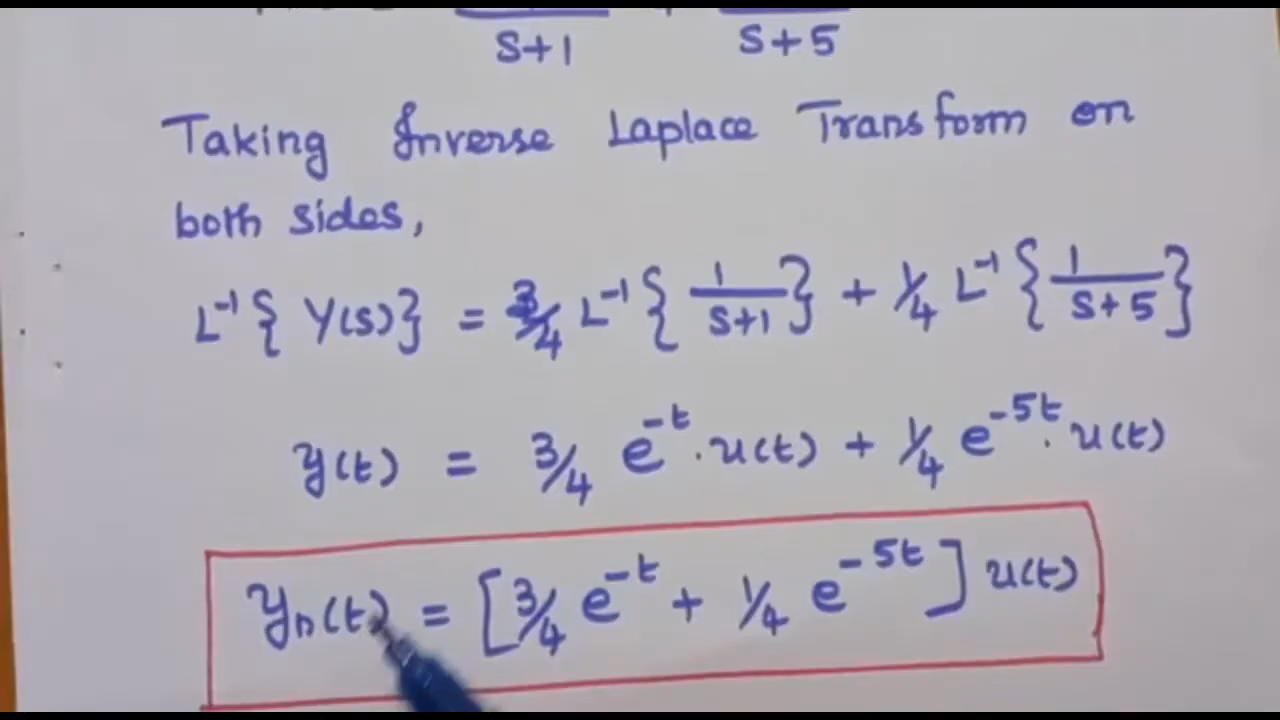 S+1 S+5
Taking Inverse Laplace Transform on
both sides,
L⁻¹{ Y(s)} = 3/4 L⁻¹{ 1/S+1 } + 1/4 L⁻¹{ 1/S+5 }
y(t) = 3/4 e^-t . u(t) + 1/4 e^-5t . u(t)
yn(t) = [3/4 e^-t + 1/4 e^-5t] u(t)